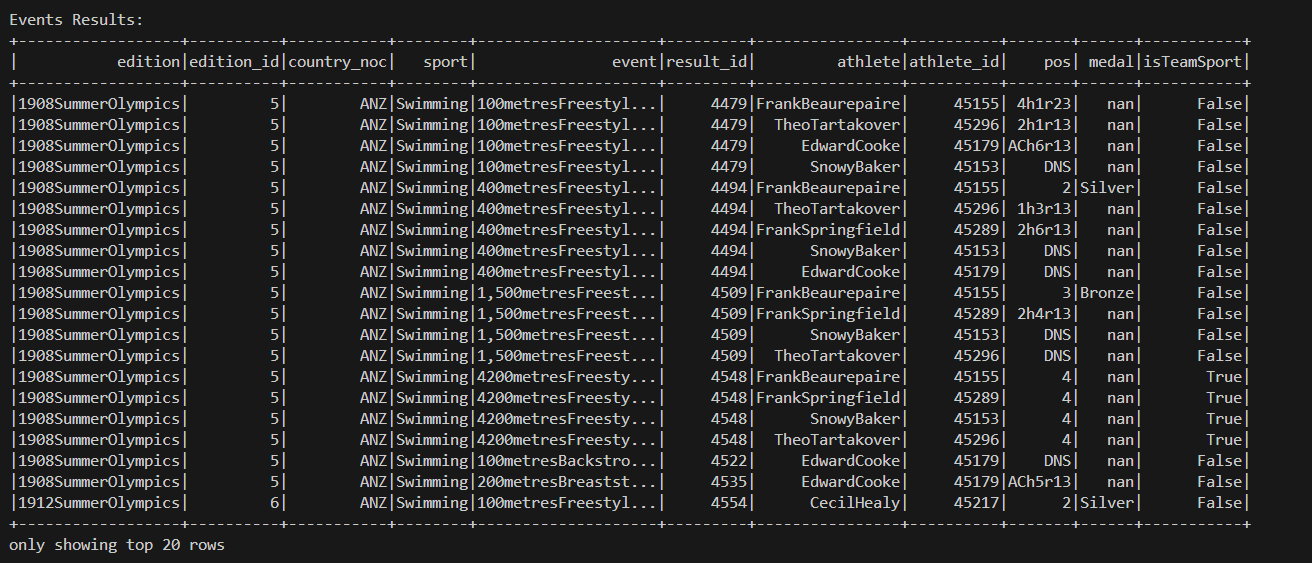 Events Results:
+-----------------+----------+-----------+--------+--------------------+---------+----------------+----------+-------+------+-----------+
|          edition|edition_id|country_noc|   sport|               event|result_id|         athlete|athlete_id|    pos| medal|isTeamSport|
+-----------------+----------+-----------+--------+--------------------+---------+----------------+----------+-------+------+-----------+
|1908SummerOlympics|         5|        ANZ|Swimming|100metresFreestyl...|     4479|FrankBeaurepaire|     45155| 4h1r23|   nan|      False|
|1908SummerOlympics|         5|        ANZ|Swimming|100metresFreestyl...|     4479|  TheoTartakover|     45296| 2h1r13|   nan|      False|
|1908SummerOlympics|         5|        ANZ|Swimming|100metresFreestyl...|     4479|     EdwardCooke|     45179|ACh6r13|   nan|      False|
|1908SummerOlympics|         5|        ANZ|Swimming|100metresFreestyl...|     4479|      SnowyBaker|     45153|    DNS|   nan|      False|
|1908SummerOlympics|         5|        ANZ|Swimming|400metresFreestyl...|     4494|FrankBeaurepaire|     45155|      2|Silver|      False|
|1908SummerOlympics|         5|        ANZ|Swimming|400metresFreestyl...|     4494|  TheoTartakover|     45296| 1h3r13|   nan|      False|
|1908SummerOlympics|         5|        ANZ|Swimming|400metresFreestyl...|     4494|FrankSpringfield|     45289| 2h6r13|   nan|      False|
|1908SummerOlympics|         5|        ANZ|Swimming|400metresFreestyl...|     4494|      SnowyBaker|     45153|    DNS|   nan|      False|
|1908SummerOlympics|         5|        ANZ|Swimming|400metresFreestyl...|     4494|     EdwardCooke|     45179|    DNS|   nan|      False|
|1908SummerOlympics|         5|        ANZ|Swimming|1,500metresFreest...|     4509|FrankBeaurepaire|     45155|      3|Bronze|      False|
|1908SummerOlympics|         5|        ANZ|Swimming|1,500metresFreest...|     4509|FrankSpringfield|     45289| 2h4r13|   nan|      False|
|1908SummerOlympics|         5|        ANZ|Swimming|1,500metresFreest...|     4509|      SnowyBaker|     45153|    DNS|   nan|      False|
|1908SummerOlympics|         5|        ANZ|Swimming|1,500metresFreest...|     4509|  TheoTartakover|     45296|    DNS|   nan|      False|
|1908SummerOlympics|         5|        ANZ|Swimming|4200metresFreesty...|     4548|FrankBeaurepaire|     45155|      4|   nan|       True|
|1908SummerOlympics|         5|        ANZ|Swimming|4200metresFreesty...|     4548|FrankSpringfield|     45289|      4|   nan|       True|
|1908SummerOlympics|         5|        ANZ|Swimming|4200metresFreesty...|     4548|      SnowyBaker|     45153|      4|   nan|       True|
|1908SummerOlympics|         5|        ANZ|Swimming|4200metresFreesty...|     4548|  TheoTartakover|     45296|      4|   nan|       True|
|1908SummerOlympics|         5|        ANZ|Swimming|100metresBackstro...|     4522|     EdwardCooke|     45179|    DNS|   nan|      False|
|1908SummerOlympics|         5|        ANZ|Swimming|200metresBreastst...|     4535|     EdwardCooke|     45179|ACh5r13|   nan|      False|
|1912SummerOlympics|         6|        ANZ|Swimming|100metresFreestyl...|     4554|      CecilHealy|     45217|      2|Silver|      False|
+-----------------+----------+-----------+--------+--------------------+---------+----------------+----------+-------+------+-----------+
only showing top 20 rows